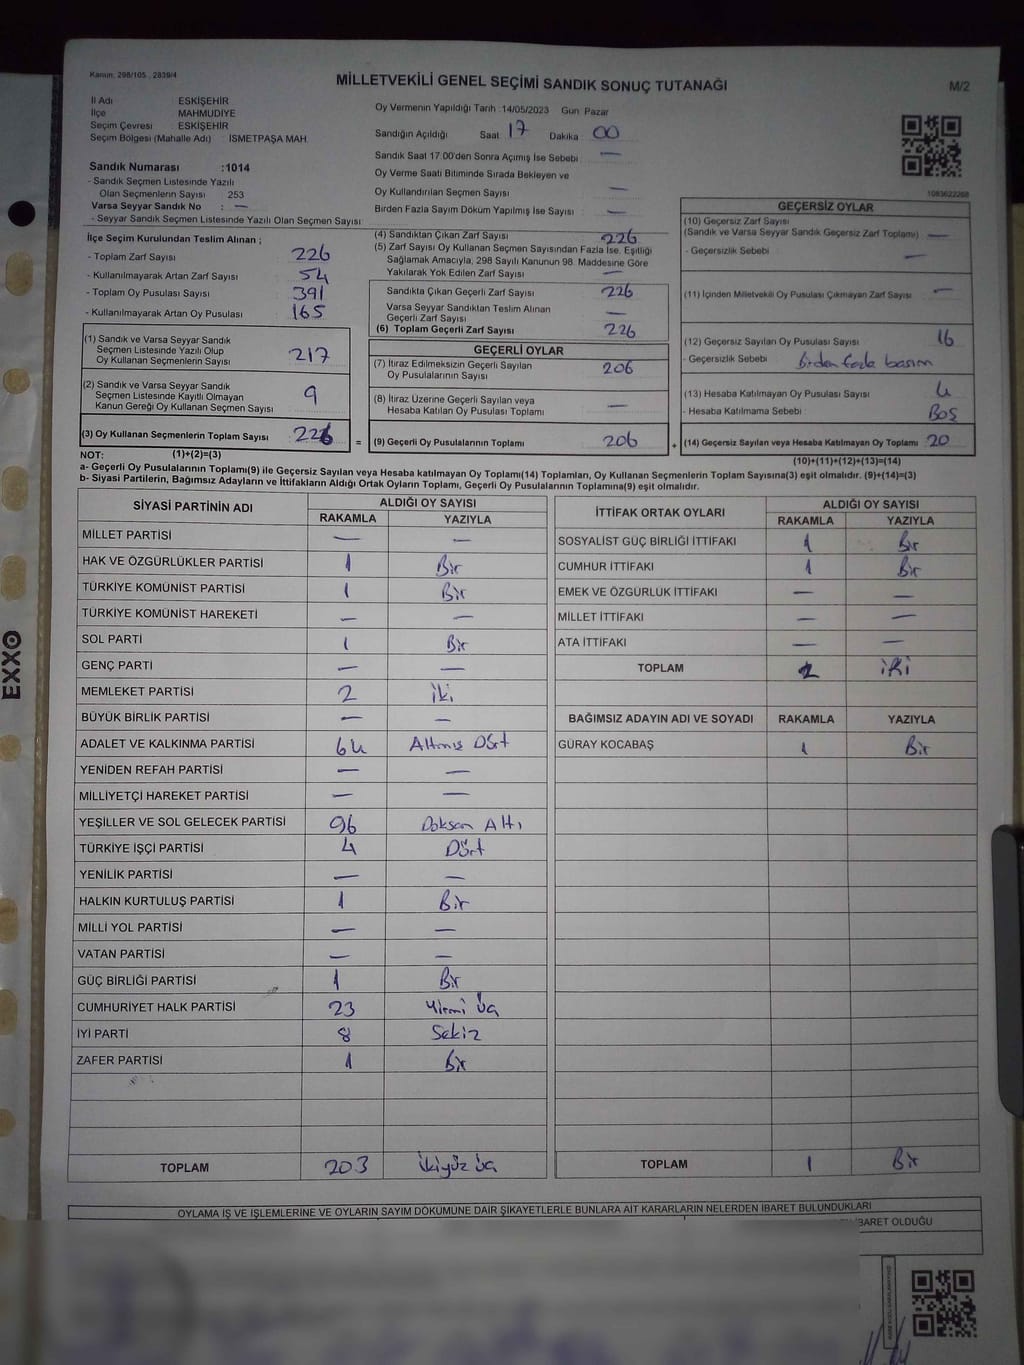 Kanun: 298/105 , 2839/4
MİLLETVEKİLİ GENEL SEÇİMİ SANDIK SONUÇ TUTANAĞI
M/2
İl Adı : ESKİŞEHİR
İlçe : MAHMUDİYE
Seçim Çevresi : ESKİŞEHİR
Seçim Bölgesi (Mahalle Adı) : İSMETPAŞA MAH.
Sandık Numarası :1014
- Sandık Seçmen Listesinde Yazılı
Olan Seçmenlerin Sayısı 253
Varsa Seyyar Sandık No : —
- Seyyar Sandık Seçmen Listesinde Yazılı Olan Seçmen Sayısı
İlçe Seçim Kurulundan Teslim Alınan ;
- Toplam Zarf Sayısı 226
- Kullanılmayarak Artan Zarf Sayısı 54
- Toplam Oy Pusulası Sayısı 391
- Kullanılmayarak Artan Oy Pusulası 165
(1) Sandık ve Varsa Seyyar Sandık
Seçmen Listesinde Yazılı Olup
Oy Kullanan Seçmenlerin Sayısı 217
(2) Sandık ve Varsa Seyyar Sandık
Seçmen Listesinde Kayıtlı Olmayan
Kanun Gereği Oy Kullanan Seçmen Sayısı 9
(3) Oy Kullanan Seçmenlerin Toplam Sayısı 226 =
Oy Vermenin Yapıldığı Tarih :14/05/2023 Gün Pazar
Sandığın Açıldığı Saat 17 Dakika 00
Sandık Saat 17.00'den Sonra Açımış İse Sebebi —
Oy Verme Saati Bitiminde Sırada Bekleyen ve
Oy Kullandırılan Seçmen Sayısı —
Birden Fazla Sayım Döküm Yapılmış İse Sayısı —
(4) Sandıktan Çıkan Zarf Sayısı 226
(5) Zarf Sayısı Oy Kullanan Seçmen Sayısından Fazla İse, Eşitliği
Sağlamak Amacıyla, 298 Sayılı Kanunun 98. Maddesine Göre
Yakılarak Yok Edilen Zarf Sayısı —
Sandıkta Çıkan Geçerli Zarf Sayısı 226
Varsa Seyyar Sandıktan Teslim Alınan
Geçerli Zarf Sayısı —
(6) Toplam Geçerli Zarf Sayısı 226
GEÇERLİ OYLAR
(7) İtiraz Edilmeksizin Geçerli Sayılan
Oy Pusulalarının Sayısı 206
(8) İtiraz Üzerine Geçerli Sayılan veya
Hesaba Katılan Oy Pusulası Toplamı —
(9) Geçerli Oy Pusulalarının Toplamı 206 +
1083622268
GEÇERSİZ OYLAR
(10) Geçersiz Zarf Sayısı
(Sandık ve Varsa Seyyar Sandık Geçersiz Zarf Toplamı) —
- Geçersizlik Sebebi : —
(11) İçinden Milletvekili Oy Pusulası Çıkmayan Zarf Sayısı —
(12) Geçersiz Sayılan Oy Pusulası Sayısı 16
- Geçersizlik Sebebi : Birden fazla basım
(13) Hesaba Katılmayan Oy Pusulası Sayısı 4
- Hesaba Katılmama Sebebi : BOŞ
(14) Geçersiz Sayılan veya Hesaba Katılmayan Oy Toplamı 20
NOT: (1)+(2)=(3)
(10)+(11)+(12)+(13)=(14)
a- Geçerli Oy Pusulalarının Toplamı(9) ile Geçersiz Sayılan veya Hesaba katılmayan Oy Toplamı(14) Toplamları, Oy Kullanan Seçmenlerin Toplam Sayısına(3) eşit olmalıdır. (9)+(14)=(3)
b- Siyasi Partilerin, Bağımsız Adayların ve İttifakların Aldığı Ortak Oyların Toplamı, Geçerli Oy Pusulalarının Toplamına(9) eşit olmalıdır.
SİYASİ PARTİNİN ADI ALDIĞI OY SAYISI
RAKAMLA YAZIYLA
MİLLET PARTİSİ — —
HAK VE ÖZGÜRLÜKLER PARTİSİ 1 Bir
TÜRKİYE KOMÜNİST PARTİSİ 1 Bir
TÜRKİYE KOMÜNİST HAREKETİ — —
SOL PARTİ 1 Bir
GENÇ PARTİ — —
MEMLEKET PARTİSİ 2 iki
BÜYÜK BİRLİK PARTİSİ — —
ADALET VE KALKINMA PARTİSİ 64 Altmış Dört
YENİDEN REFAH PARTİSİ — —
MİLLİYETÇİ HAREKET PARTİSİ — —
YEŞİLLER VE SOL GELECEK PARTİSİ 96 Doksan Altı
TÜRKİYE İŞÇİ PARTİSİ 4 Dört
YENİLİK PARTİSİ — —
HALKIN KURTULUŞ PARTİSİ 1 Bir
MİLLİ YOL PARTİSİ — —
VATAN PARTİSİ — —
GÜÇ BİRLİĞİ PARTİSİ 1 Bir
CUMHURİYET HALK PARTİSİ 23 Yirmi üç
İYİ PARTİ 8 Sekiz
ZAFER PARTİSİ 1 Bir
TOPLAM 203 ikiyüz üç
İTTİFAK ORTAK OYLARI ALDIĞI OY SAYISI
RAKAMLA YAZIYLA
SOSYALİST GÜÇ BİRLİĞİ İTTİFAKI 1 Bir
CUMHUR İTTİFAKI 1 Bir
EMEK VE ÖZGÜRLÜK İTTİFAKI — —
MİLLET İTTİFAKI — —
ATA İTTİFAKI — —
TOPLAM 2 iki
BAĞIMSIZ ADAYIN ADI VE SOYADI RAKAMLA YAZIYLA
GÜRAY KOCABAŞ 1 Bir
TOPLAM 1 Bir
OYLAMA İŞ VE İŞLEMLERİNE VE OYLARIN SAYIM DÖKÜMÜNE DAİR ŞİKAYETLERLE BUNLARA AİT KARARLARIN NELERDEN İBARET BULUNDUKLARI
İBARET OLDUĞU
EXXO